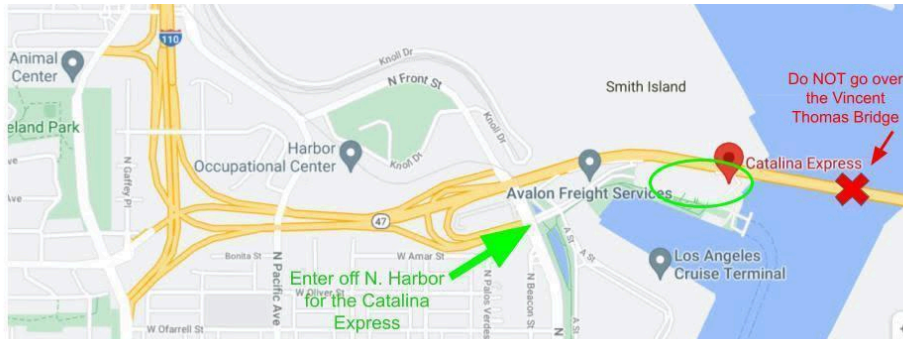 110
Animal
Center
eland Park
N Gaffey Pl
Ave
Ave
Knoll Dr
N Front St
Knoll Dr
Harbor
Occupational Center
Knoll Dr
Smith Island
Do NOT go over
the Vincent
Thomas Bridge
Catalina Express
Avalon Freight Services
47
Los Angeles
Cruise Terminal
Bonita St
N Pacific Ave
W Amar St
W Oliver St
W Ofarrell St
Enter off N. Harbor
for the Catalina
Express
N Palos Verdes
N Beacon St
N
A St
A St
A St